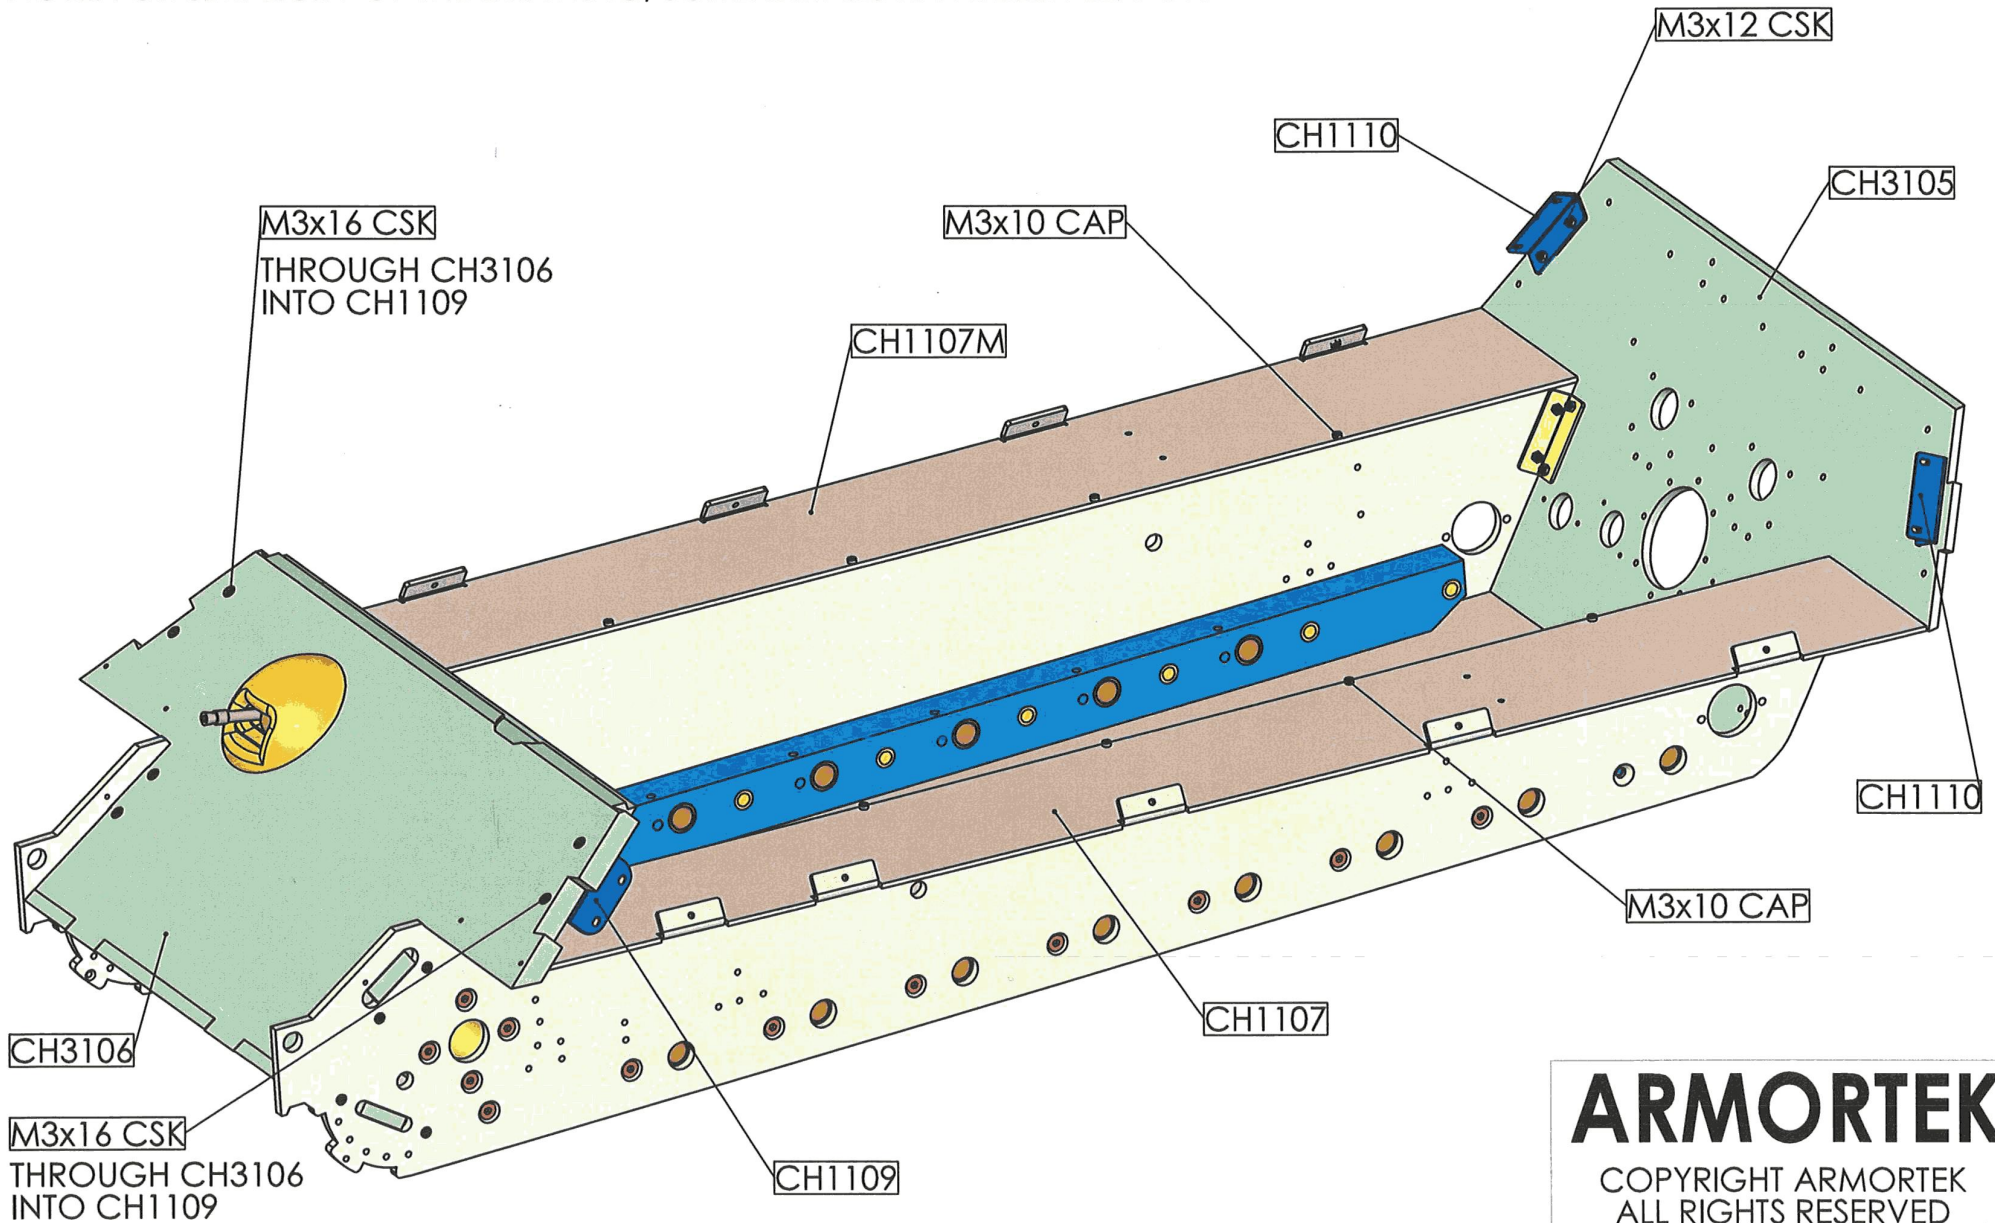 M3x12 CSK
CH1110
CH3105
M3x16 CSK
THROUGH CH3106
INTO CH1109
M3x10 CAP
CH1107M
CH1110
M3x10 CAP
CH1107
CH3106
M3x16 CSK
THROUGH CH3106
INTO CH1109
CH1109
ARMORTEK
COPYRIGHT ARMORTEK
ALL RIGHTS RESERVED